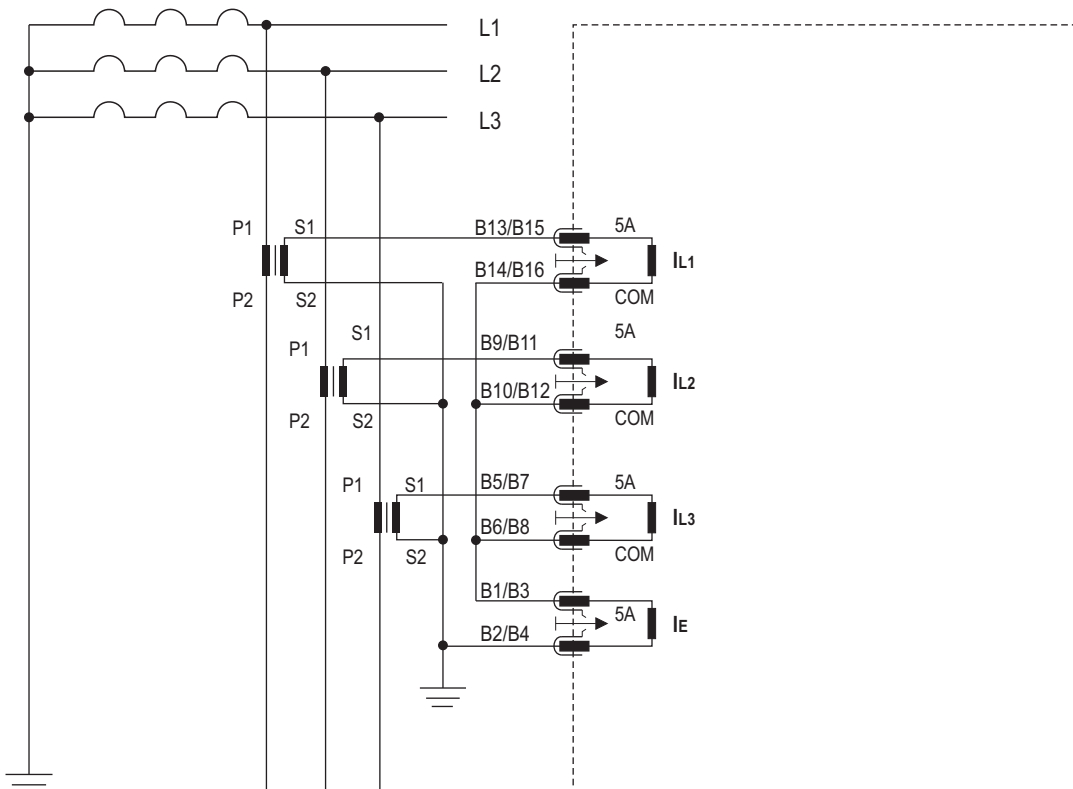 L1
L2
L3
P1 S1 B13/B15 5A
IL1
P2 S2 B14/B16 COM
P1 S1 B9/B11 5A
IL2
P2 S2 B10/B12 COM
P1 S1 B5/B7 5A
IL3
P2 S2 B6/B8 COM
B1/B3 5A
IE
B2/B4